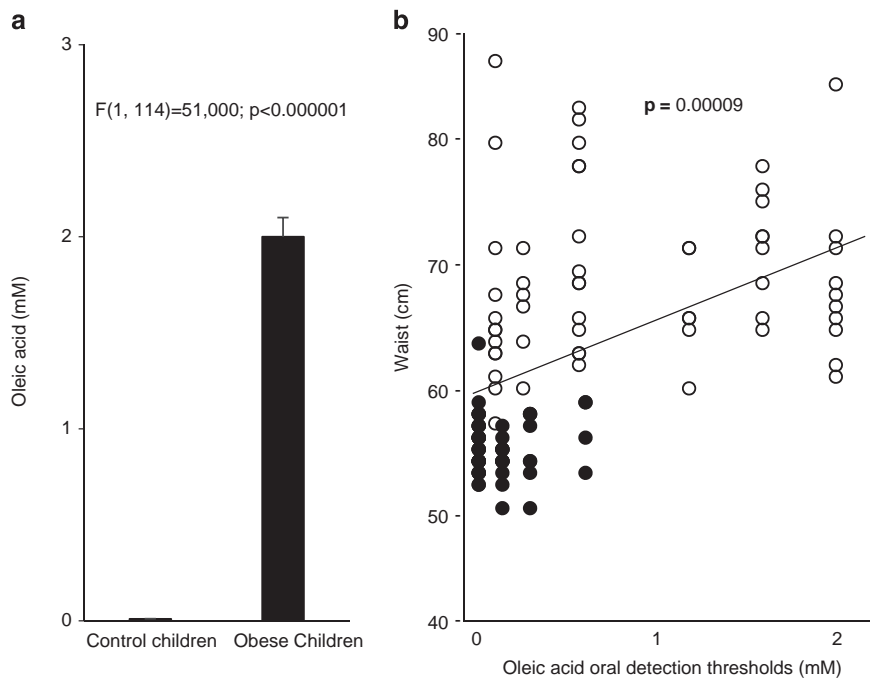 a
3
F(1, 114)=51,000; p<0.000001
2
Oleic acid (mM)
1
0
Control children
Obese Children
b
90
p = 0.00009
80
70
Waist (cm)
60
50
40
0
1
2
Oleic acid oral detection thresholds (mM)